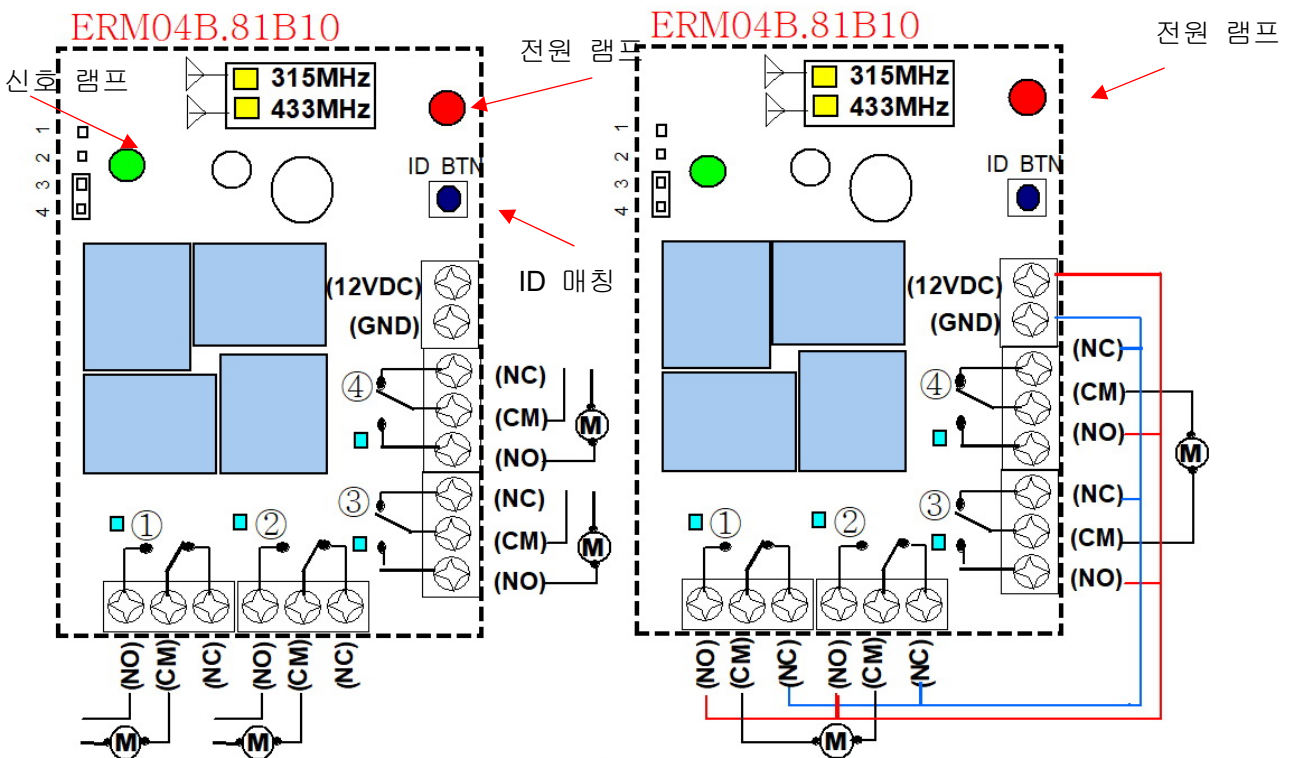 ERM04B.81B10
신호 램프
전원 램프
315MHz
433MHz
1
2
3
4
ID BTN
ID 매칭
(12VDC)
(GND)
④
(NC)
(CM)
(NO)
M
③
(NC)
(CM)
(NO)
M
①
②
(NO)
(CM)
(NC)
(NO)
(CM)
(NC)
M
M
ERM04B.81B10
전원 램프
315MHz
433MHz
1
2
3
4
ID BTN
(12VDC)
(GND)
④
(NC)
(CM)
(NO)
M
③
(NC)
(CM)
(NO)
①
②
(NO)
(CM)
(NC)
(NO)
(CM)
(NC)
M